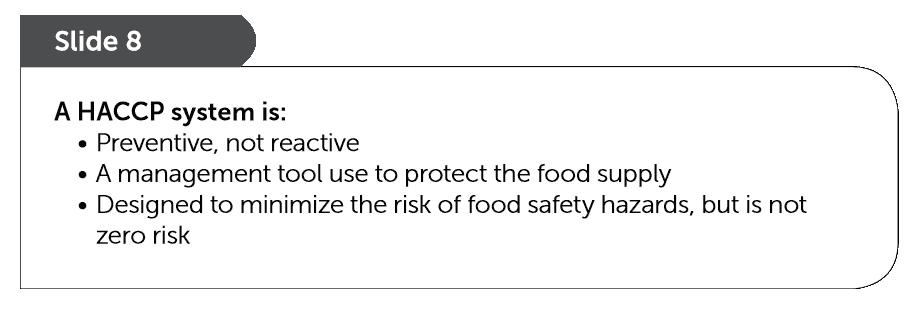 Slide 8
A HACCP system is:
• Preventive, not reactive
• A management tool use to protect the food supply
• Designed to minimize the risk of food safety hazards, but is not
zero risk